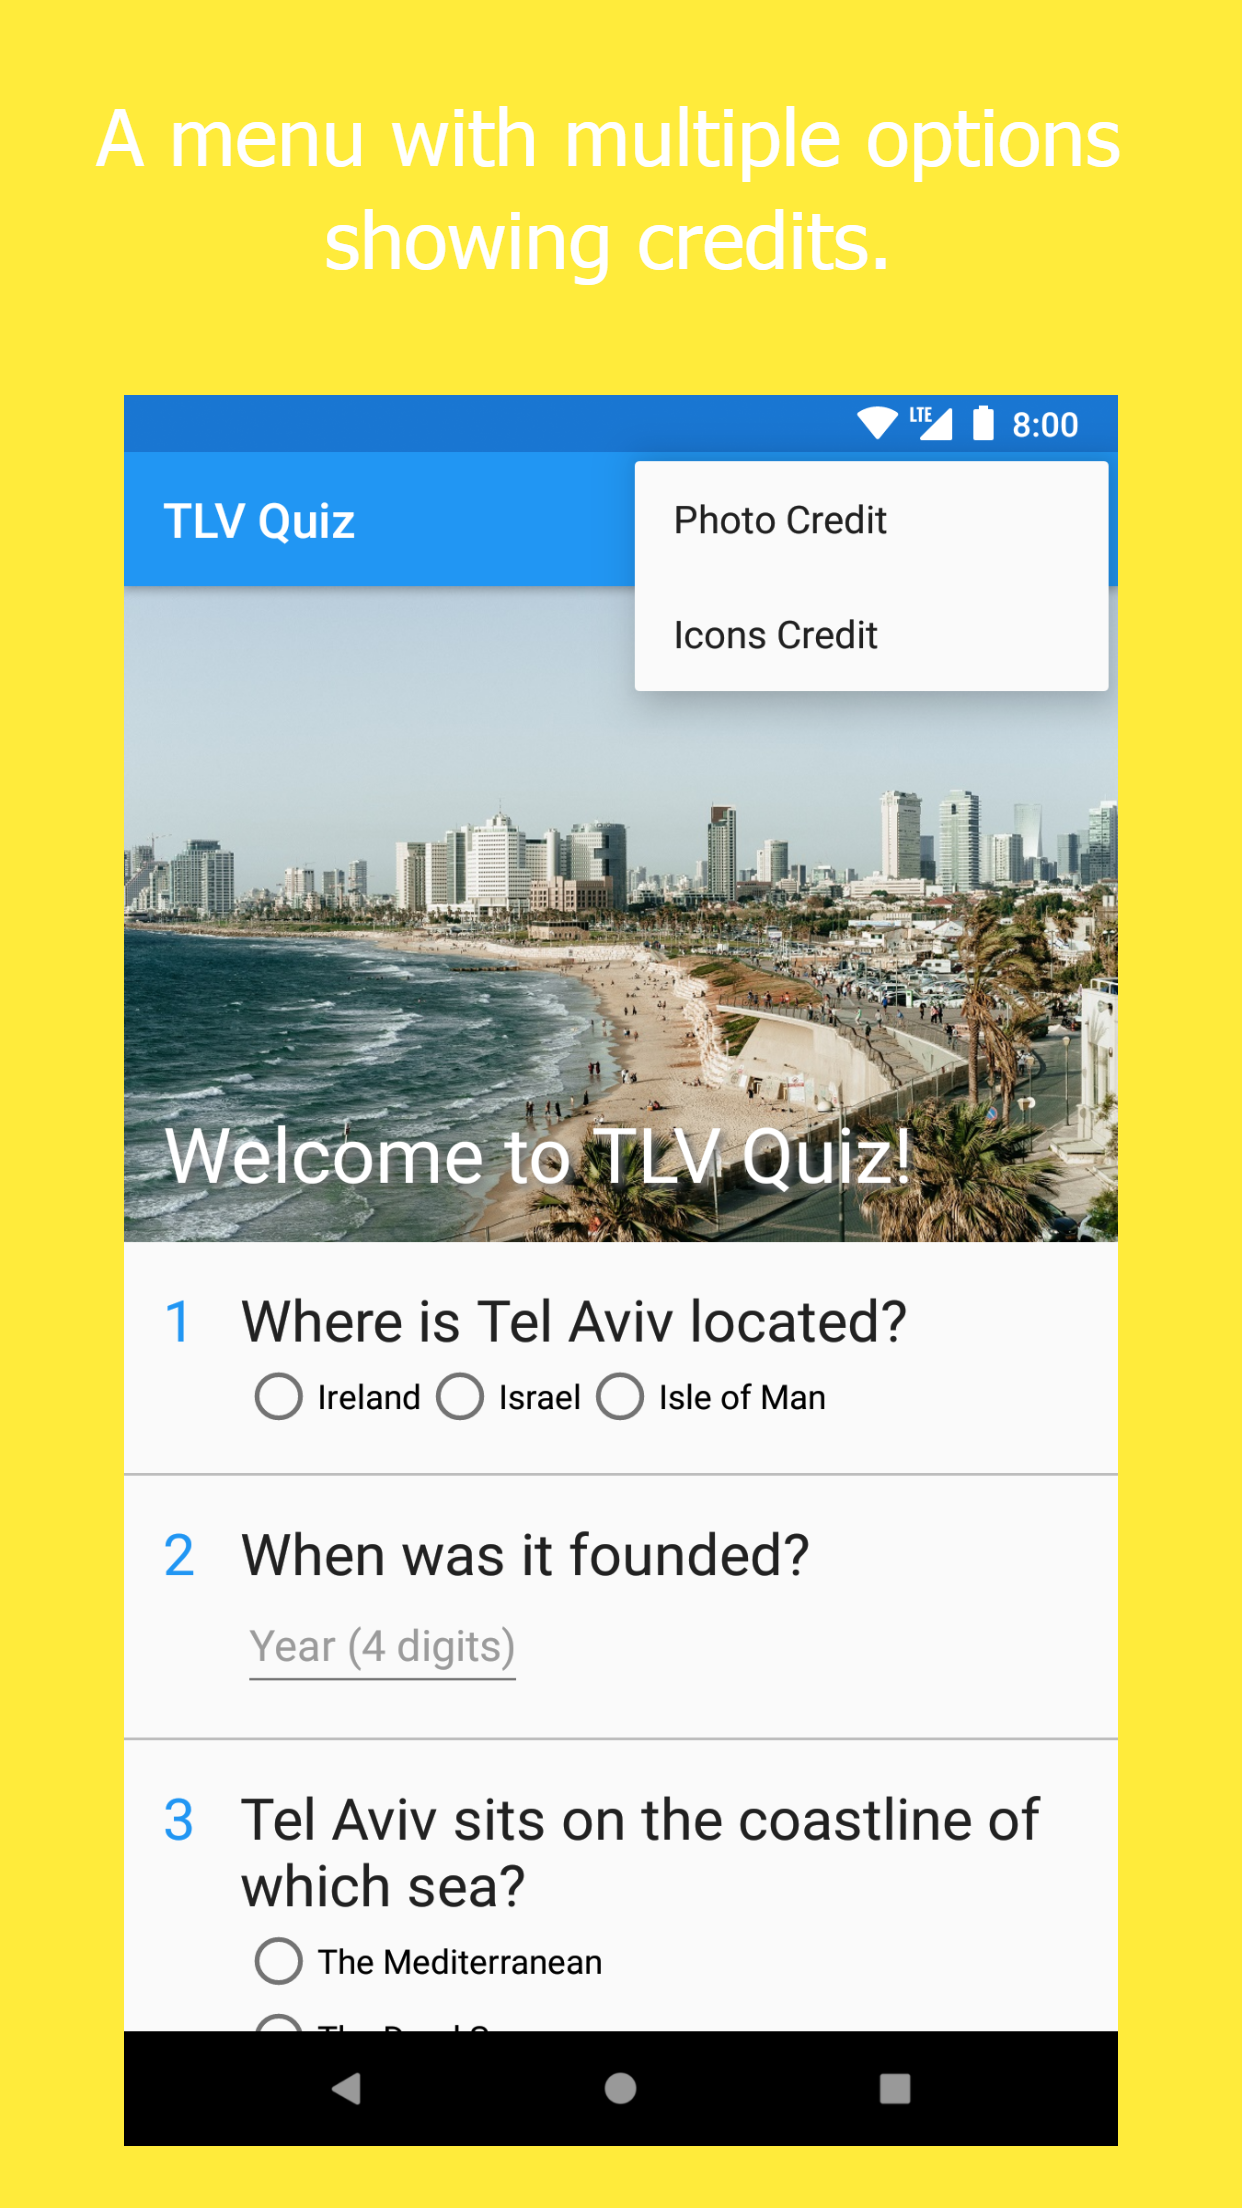 A menu with multiple options
showing credits.
LTE 8:00
TLV Quiz
Photo Credit
Icons Credit
Welcome to TLV Quiz!
1 Where is Tel Aviv located?
Ireland Israel Isle of Man
2 When was it founded?
Year (4 digits)
3 Tel Aviv sits on the coastline of
which sea?
The Mediterranean